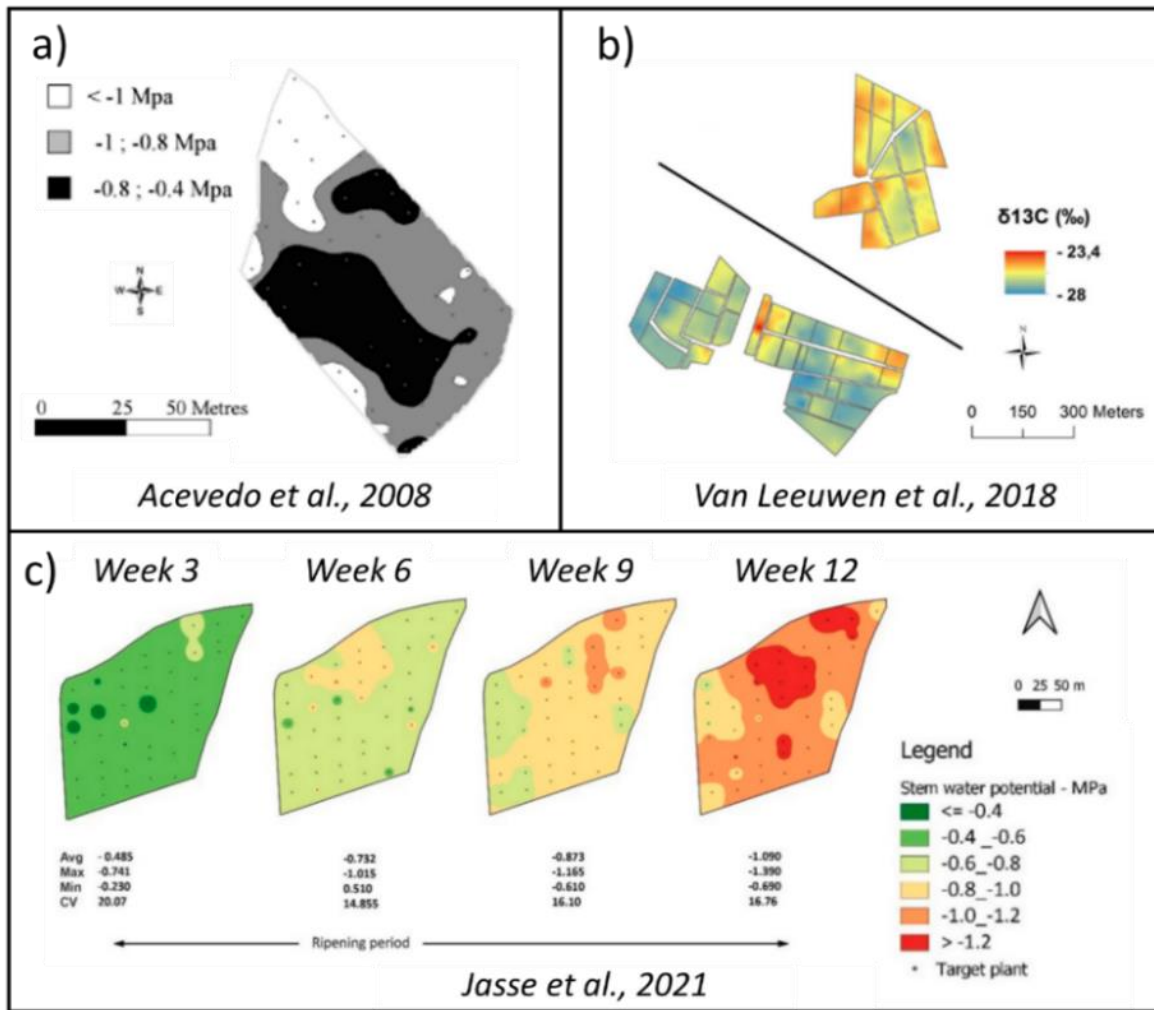 a)
< -1 Mpa
-1 ; -0.8 Mpa
-0.8 ; -0.4 Mpa
N
W E
S
0 25 50 Metres
Acevedo et al., 2008
b)
δ13C (‰)
- 23,4
- 28
N
0 150 300 Meters
Van Leeuwen et al., 2018
c)
Week 3 Week 6 Week 9 Week 12
0 25 50 m
Legend
Stem water potential - MPa
<= -0.4
-0.4 _-0.6
-0.6_-0.8
-0.8_-1.0
-1.0_-1.2
> -1.2
Target plant
Avg - 0.485 -0.732 -0.873 -1.090
Max -0.741 -1.015 -1.165 -1.390
Min -0.230 0.510 -0.610 -0.690
CV 20.07 14.855 16.10 16.76
Ripening period
Jasse et al., 2021